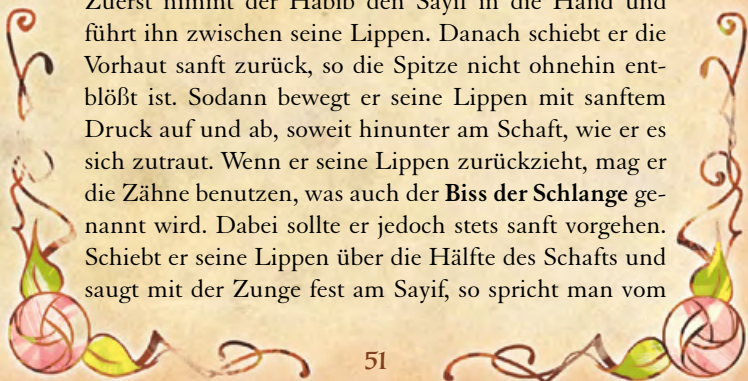 Zuerst nimmt der Habib den Sayif in die Hand und
führt ihn zwischen seine Lippen. Danach schiebt er die
Vorhaut sanft zurück, so die Spitze nicht ohnehin ent-
blößt ist. Sodann bewegt er seine Lippen mit sanftem
Druck auf und ab, soweit hinunter am Schaft, wie er es
sich zutraut. Wenn er seine Lippen zurückzieht, mag er
die Zähne benutzen, was auch der Biss der Schlange ge-
nannt wird. Dabei sollte er jedoch stets sanft vorgehen.
Schiebt er seine Lippen über die Hälfte des Schafts und
saugt mit der Zunge fest am Sayif, so spricht man vom
51